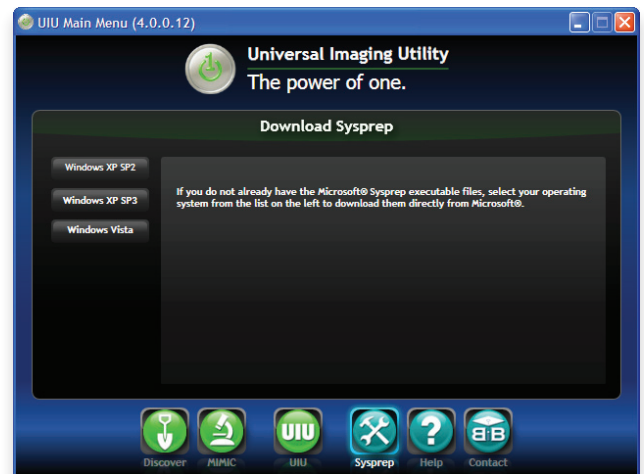 UIU Main Menu (4.0.0.12)
Universal Imaging Utility
The power of one.
Download Sysprep
Windows XP SP2
Windows XP SP3
Windows Vista
If you do not already have the Microsoft® Sysprep executable files, select your operating
system from the list on the left to download them directly from Microsoft®.
UIU
?
B:B
Discover MIMIC UIU Sysprep Help Contact